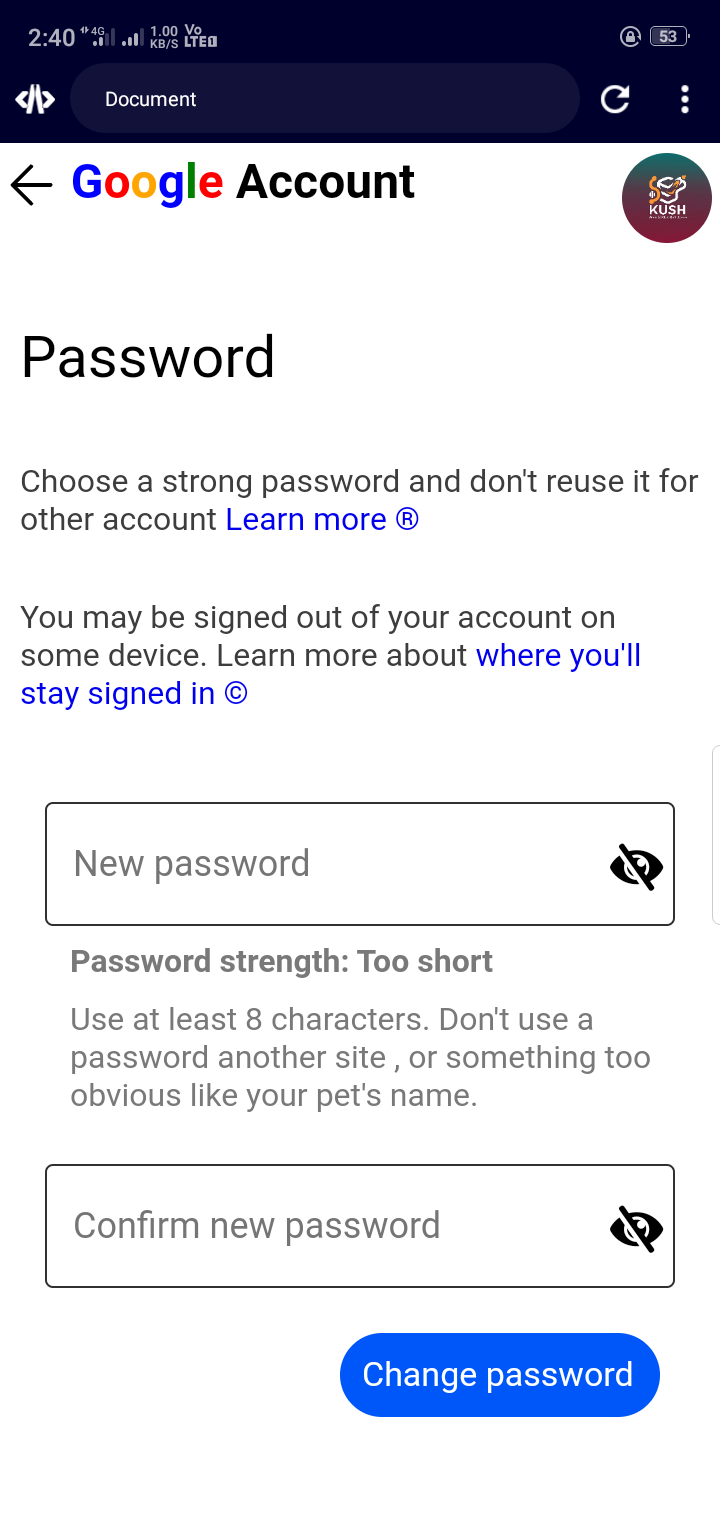 2:40 4G 1.00 KB/S Vo LTE 53
Document
Google Account
KUSH
Password
Choose a strong password and don't reuse it for
other account Learn more ®
You may be signed out of your account on
some device. Learn more about where you'll
stay signed in ©
New password
Password strength: Too short
Use at least 8 characters. Don't use a
password another site , or something too
obvious like your pet's name.
Confirm new password
Change password